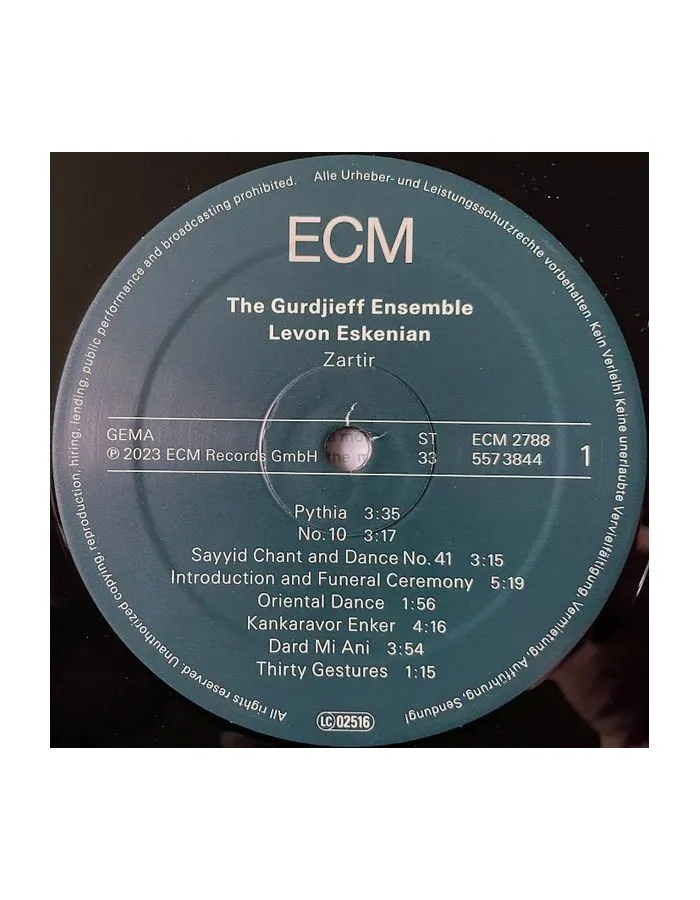 All rights reserved. Unauthorized copying, reproduction, hiring, lending, public performance and broadcasting prohibited. Alle Urheber- und Leistungsschutzrechte vorbehalten. Kein Verleih! Keine unerlaubte Vervielfältigung, Vermietung, Aufführung, Sendung!
ECM
The Gurdjieff Ensemble
Levon Eskenian
Zartir
GEMA ST ECM 2788
℗ 2023 ECM Records GmbH 33 557 3844 1
Pythia 3:35
No. 10 3:17
Sayyid Chant and Dance No. 41 3:15
Introduction and Funeral Ceremony 5:19
Oriental Dance 1:56
Kankaravor Enker 4:16
Dard Mi Ani 3:54
Thirty Gestures 1:15
LC 02516